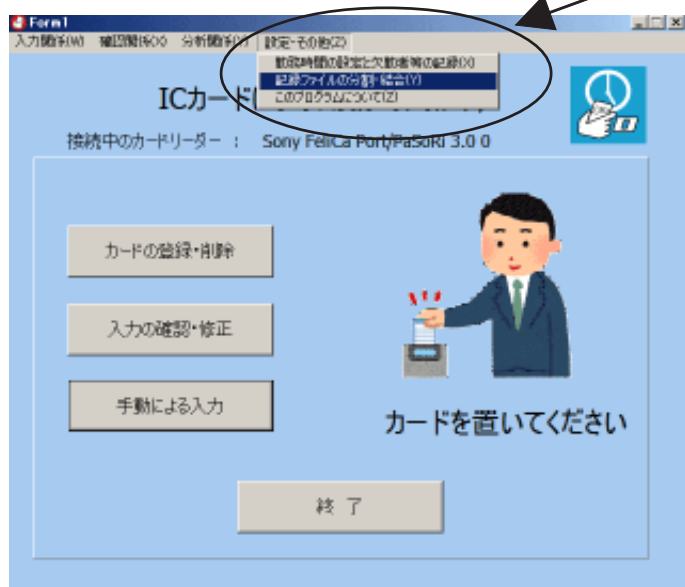 Form1
入力関係(W) 確認関係(X) 分析関係(Y) 設定・その他(Z)
勤務時間の設定と欠勤者等の記録(X)
記録ファイルの分割・結合(Y)
このプログラムについて(Z)
ICカード
接続中のカードリーダー : Sony FeliCa Port/PaSoRi 3.0 0
カードの登録・削除
入力の確認・修正
手動による入力
カードを置いてください
終 了